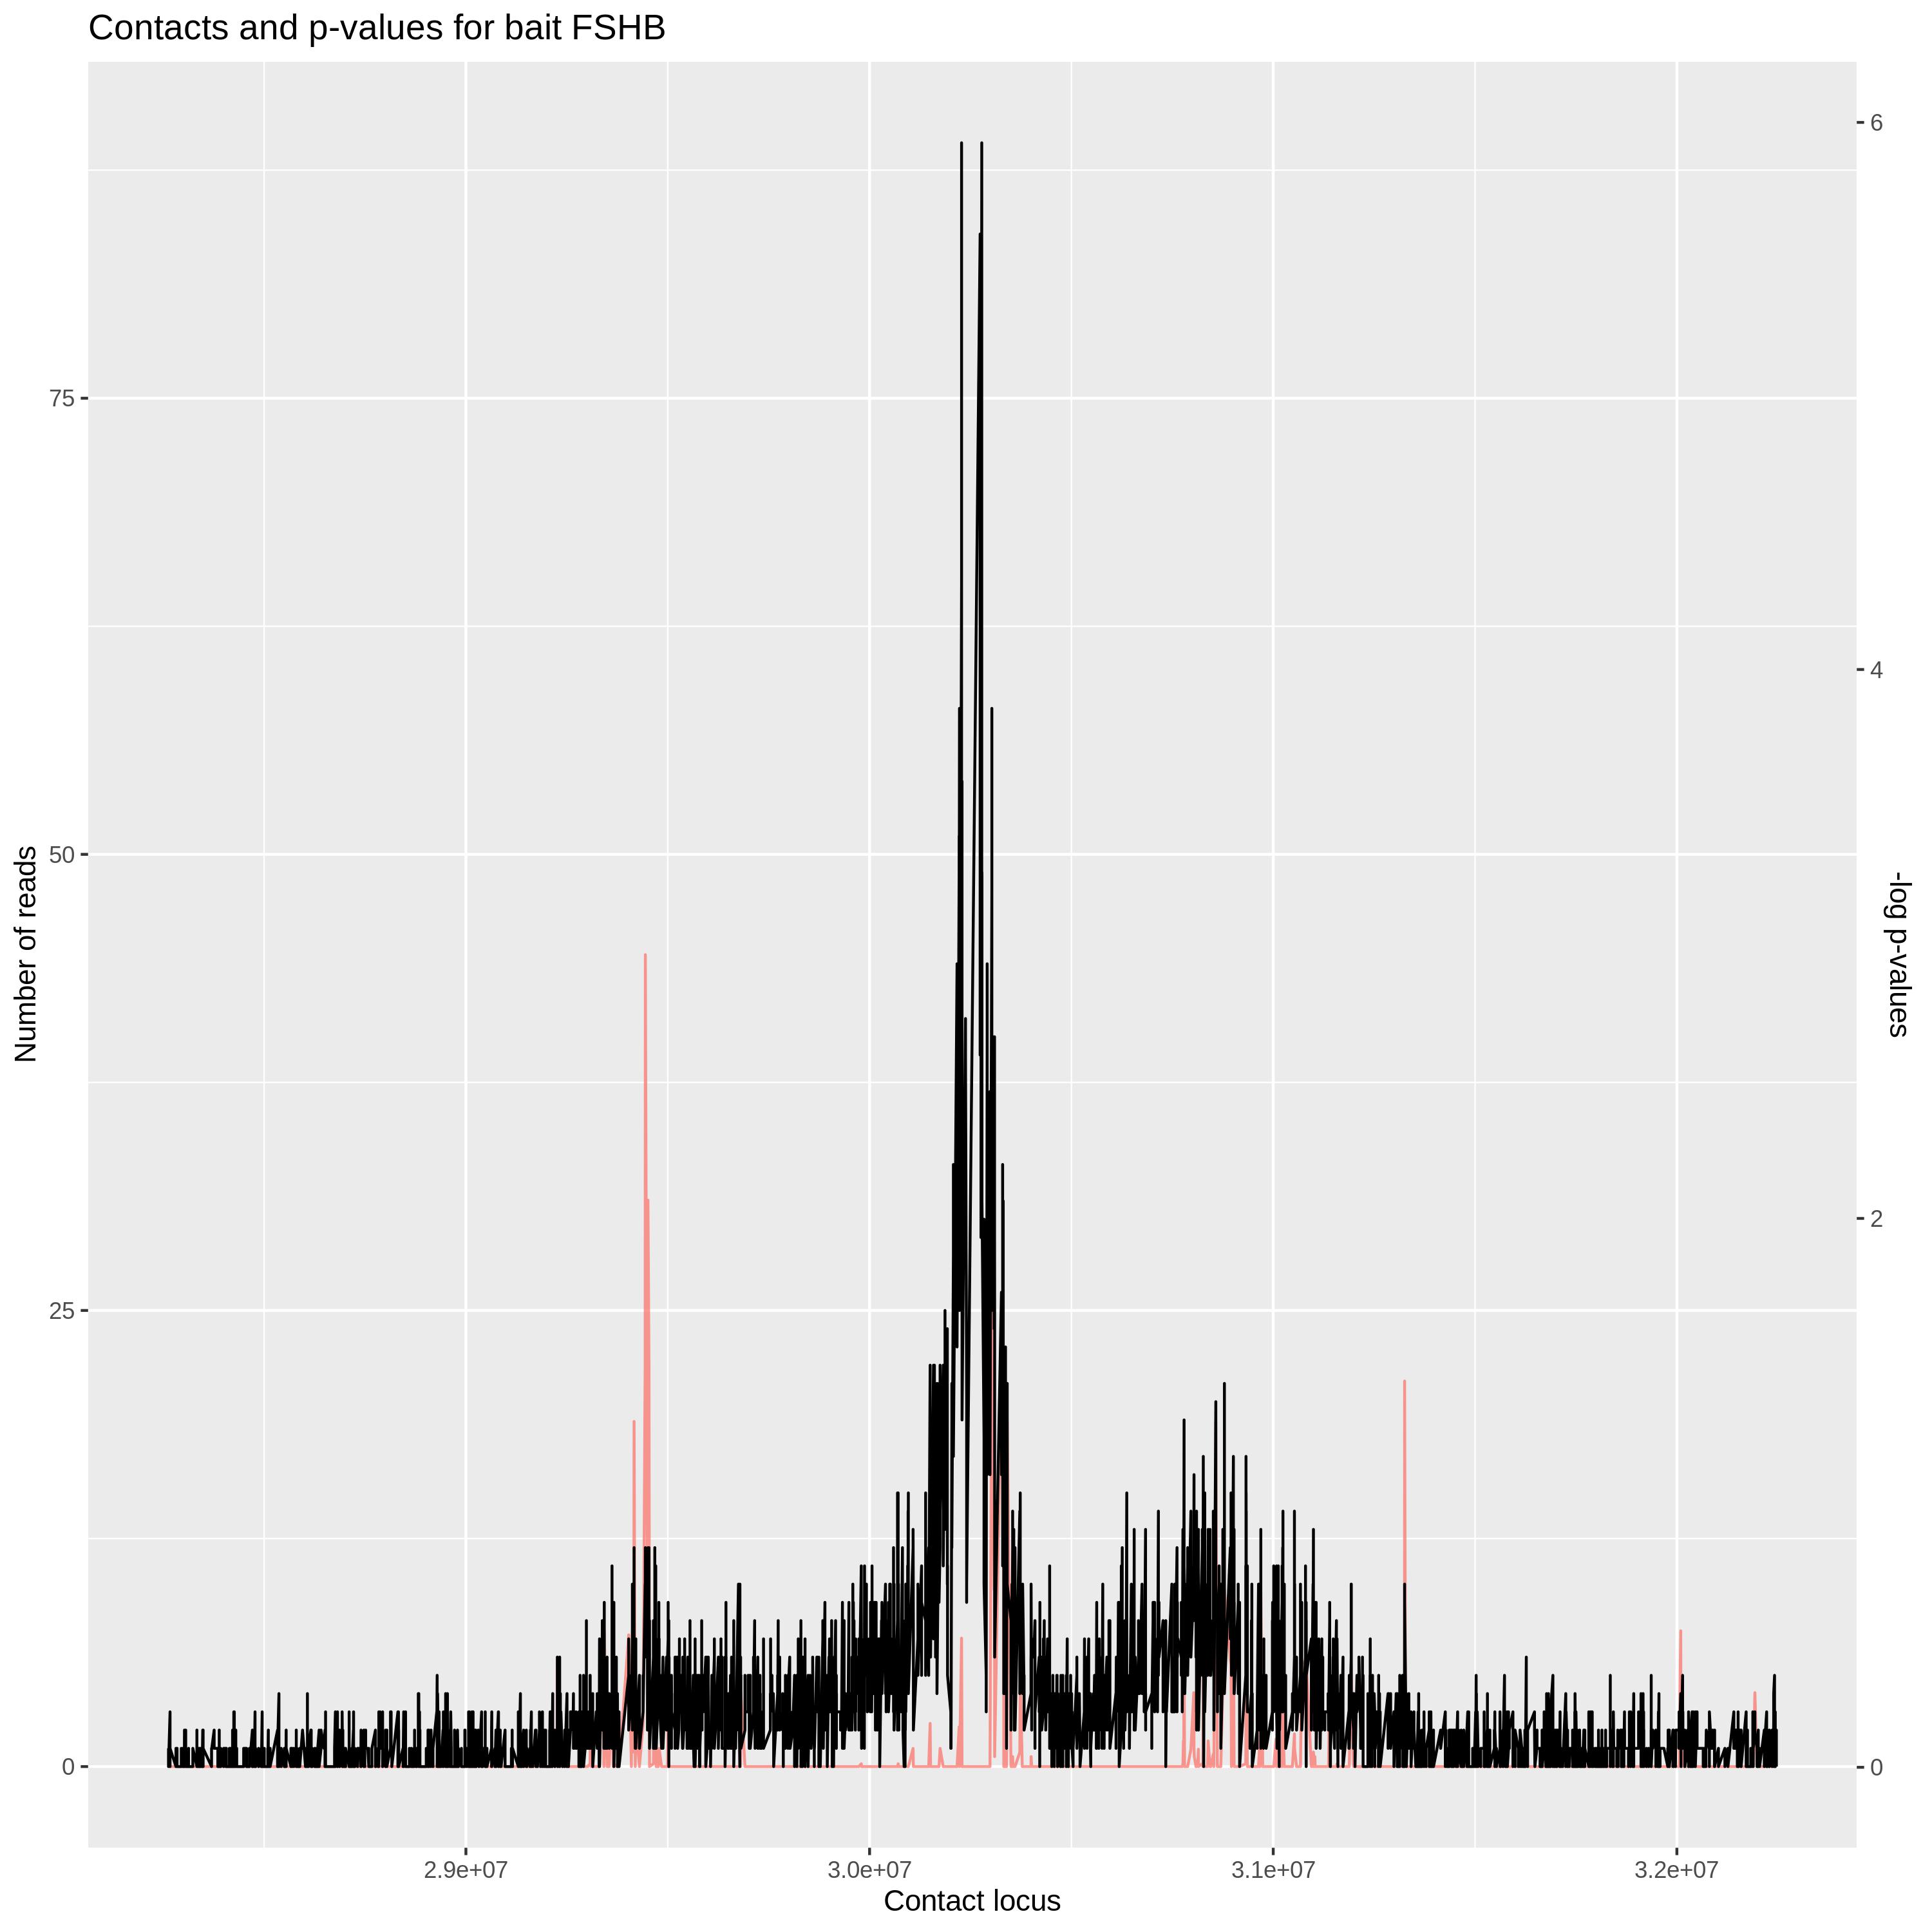 Contacts and p-values for bait FSHB
6
75
4
Number of reads
50
-log p-values
2
25
0
0
2.9e+07
3.0e+07
3.1e+07
3.2e+07
Contact locus